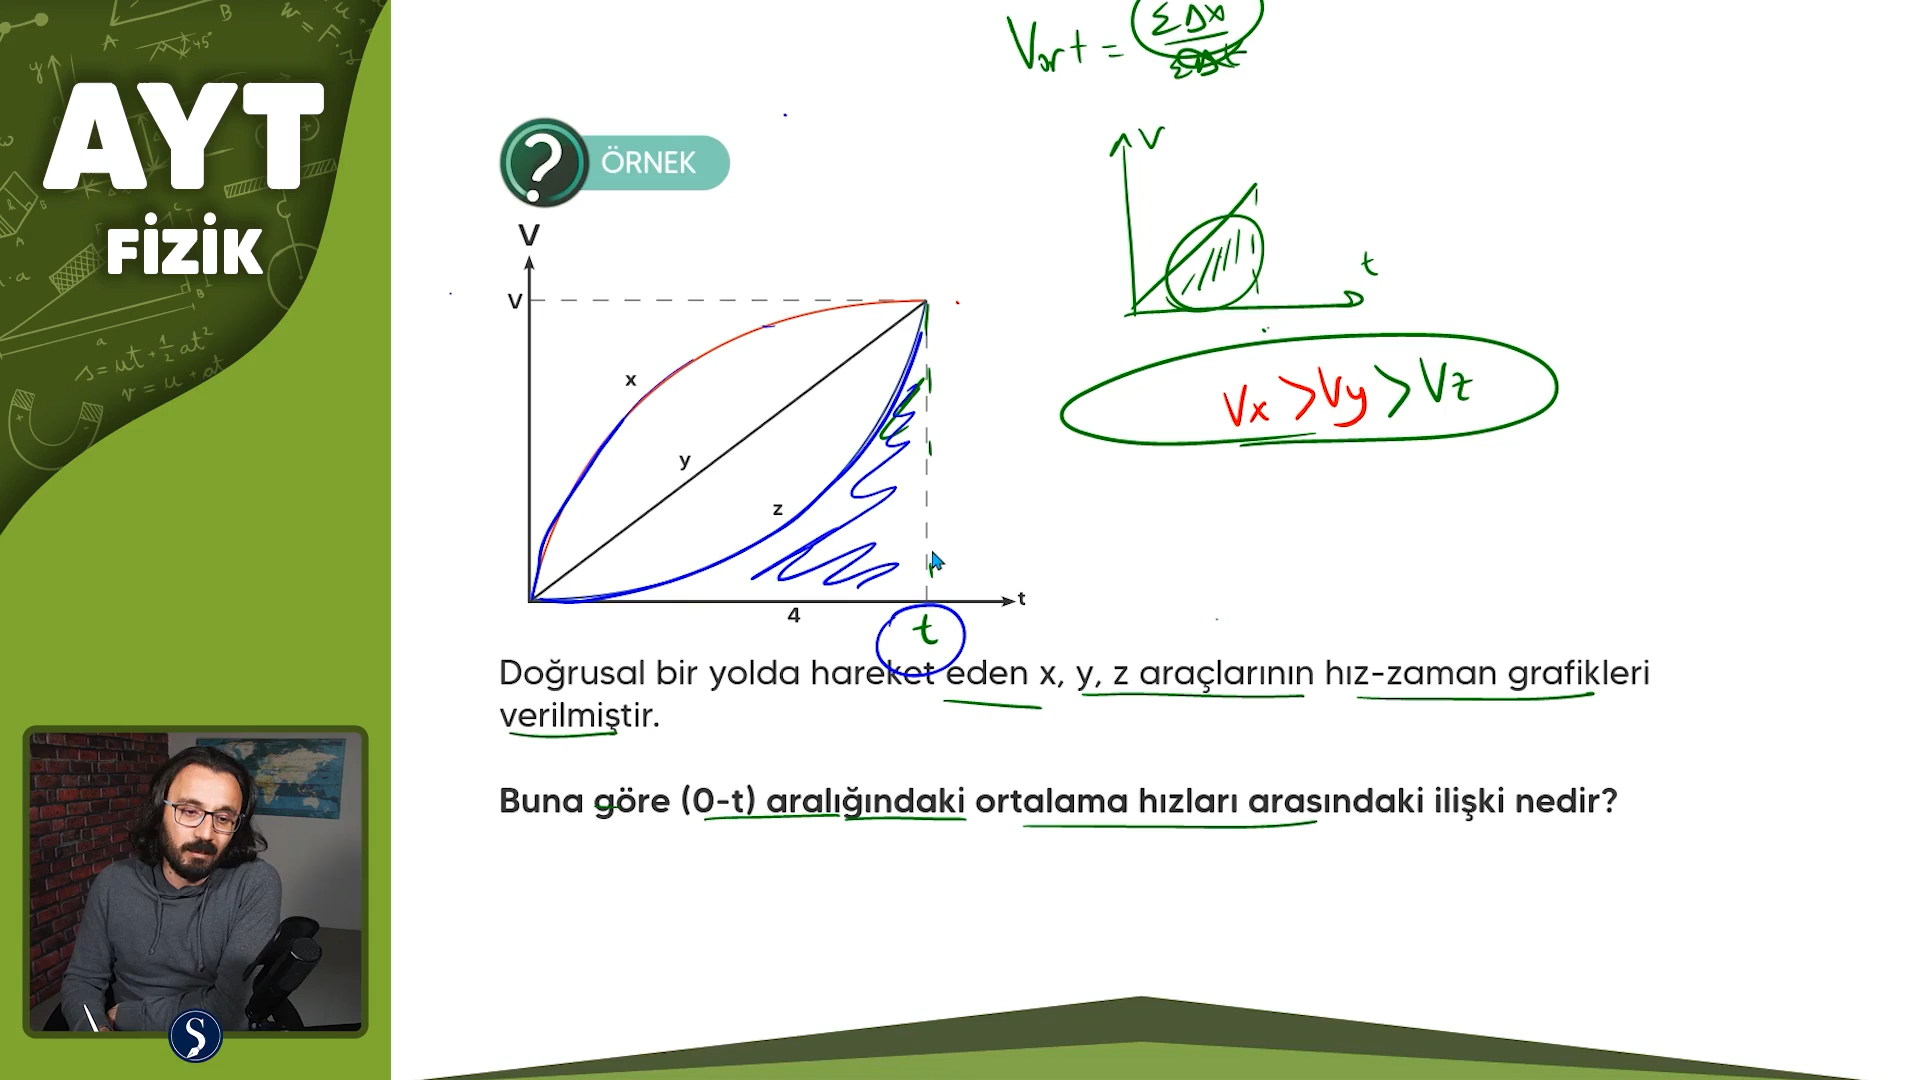 AYT
FİZİK
Vort = ΣΔx
ÖRNEK
V
V
x
y
z
4
t
t
V
t
Vx > Vy > Vz
Doğrusal bir yolda hareket eden x, y, z araçlarının hız-zaman grafikleri
verilmiştir.
Buna göre (0-t) aralığındaki ortalama hızları arasındaki ilişki nedir?
S